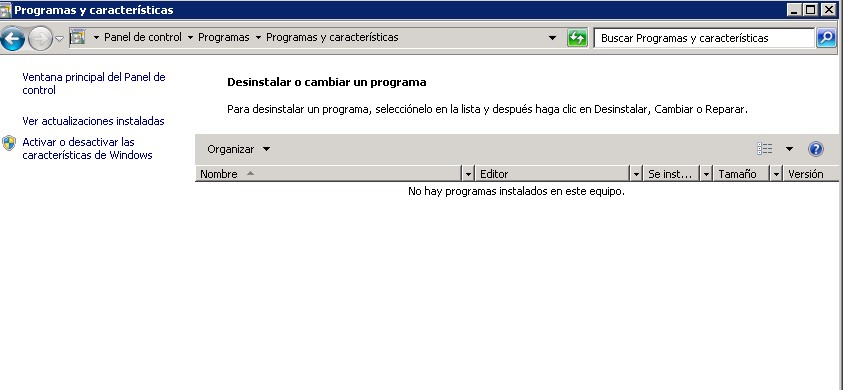 Programas y características
Panel de control Programas Programas y características
Buscar Programas y características
Ventana principal del Panel de
control
Ver actualizaciones instaladas
Activar o desactivar las
características de Windows
Desinstalar o cambiar un programa
Para desinstalar un programa, selecciónelo en la lista y después haga clic en Desinstalar, Cambiar o Reparar.
Organizar
Nombre Editor Se inst... Tamaño Versión
No hay programas instalados en este equipo.